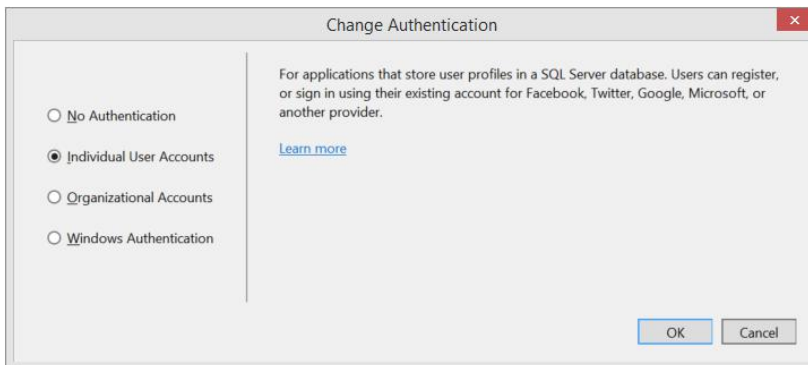 Change Authentication
No Authentication
Individual User Accounts
Organizational Accounts
Windows Authentication
For applications that store user profiles in a SQL Server database. Users can register,
or sign in using their existing account for Facebook, Twitter, Google, Microsoft, or
another provider.
Learn more
OK
Cancel